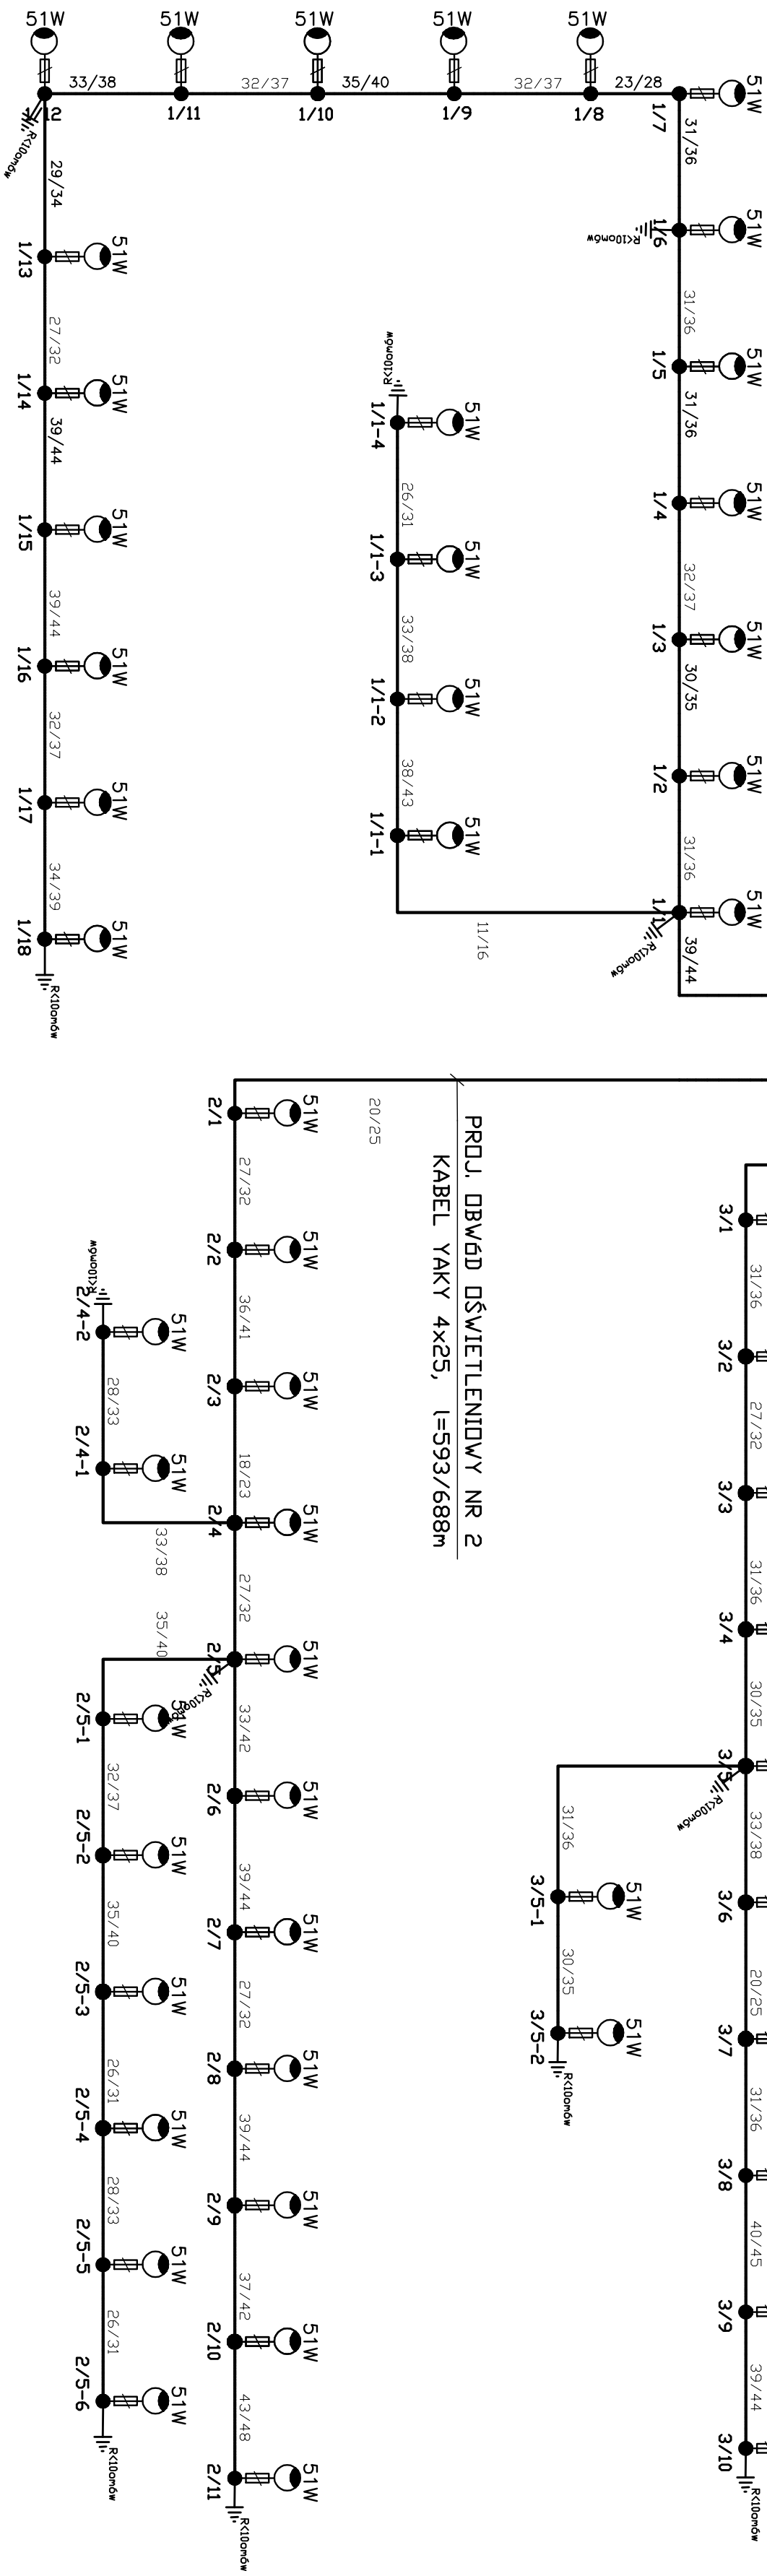 51W
51W
51W
51W
51W
51W
33/38
32/37
35/40
32/37
23/28
1/12
1/11
1/10
1/9
1/8
1/7
R<10omów
31/36
29/34
51W
1/6
R<10omów
51W
1/13
31/36
27/32
51W
1/5
R<10omów
51W
1/14
31/36
39/44
51W
1/1-4
26/31
51W
1/4
51W
1/15
51W
1/1-3
32/37
39/44
33/38
51W
1/3
30/35
51W
1/16
51W
1/1-2
32/37
38/43
51W
1/2
51W
1/17
51W
1/1-1
31/36
34/39
51W
1/1
R<10omów
39/44
11/16
51W
1/18
R<10omów
20/25
PROJ. OBWÓD OŚWIETLENIOWY NR 2
KABEL YAKY 4x25, l=593/688m
51W
2/1
27/32
51W
2/2
36/41
51W
2/3
18/23
51W
2/4
27/32
51W
2/5
R<10omów
33/42
51W
2/6
39/44
51W
2/7
27/32
51W
2/8
39/44
51W
2/9
37/42
51W
2/10
43/48
51W
2/11
R<10omów
R<10omów
51W
2/4-2
28/33
51W
2/4-1
33/38
35/40
51W
2/5-1
32/37
51W
2/5-2
35/40
51W
2/5-3
26/31
51W
2/5-4
28/33
51W
2/5-5
26/31
51W
2/5-6
R<10omów
3/1
31/36
3/2
27/32
3/3
31/36
3/4
30/35
3/5
R<10omów
33/38
3/6
20/25
3/7
31/36
3/8
40/45
3/9
39/44
3/10
R<10omów
31/36
51W
3/5-1
30/35
51W
3/5-2
R<10omów